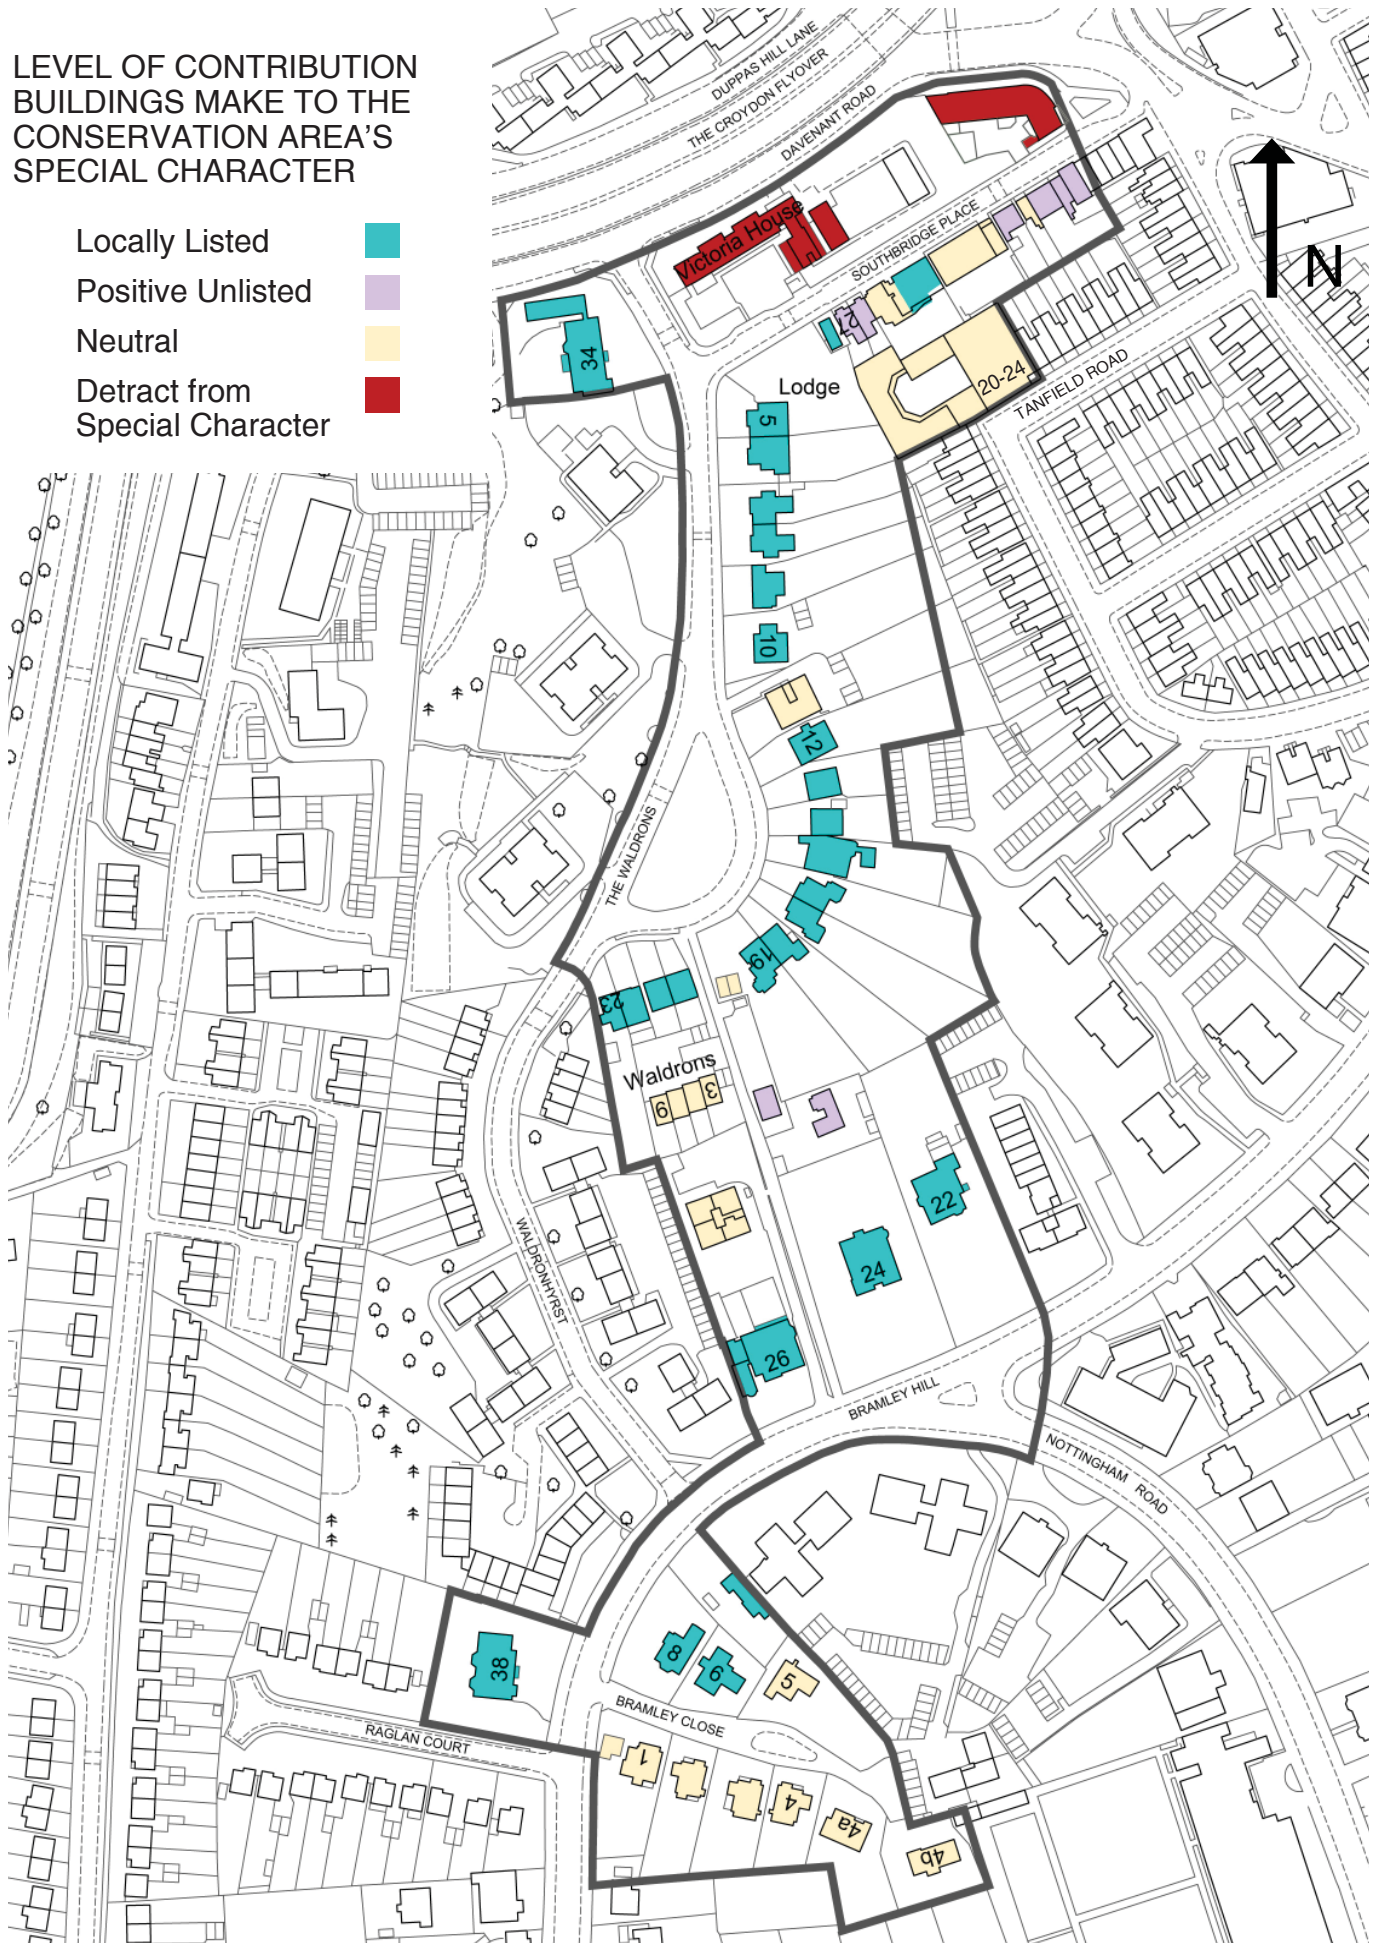 LEVEL OF CONTRIBUTION
BUILDINGS MAKE TO THE
CONSERVATION AREA'S
SPECIAL CHARACTER
Locally Listed
Positive Unlisted
Neutral
Detract from
Special Character
DUPPAS HILL LANE
THE CROYDON FLYOVER
DAVENANT ROAD
Victoria House
SOUTHBRIDGE PLACE
N
27
34
20-24
TANFIELD ROAD
Lodge
5
10
12
THE WALDRONS
19
23
Waldrons
3
9
22
24
WALDRONHYRST
26
BRAMLEY HILL
NOTTINGHAM ROAD
8
6
38
5
BRAMLEY CLOSE
RAGLAN COURT
1
4
4a
4b